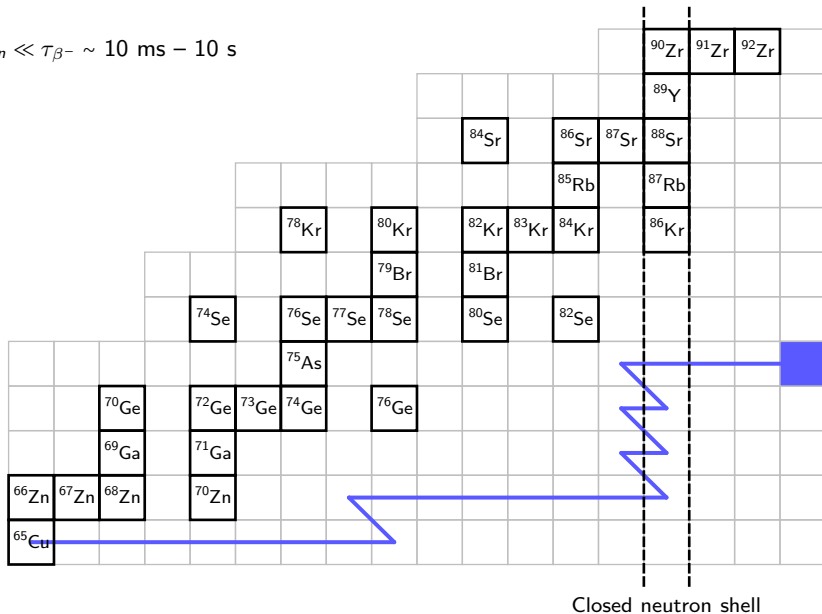 n ≪ τβ− ∼ 10 ms − 10 s
90Zr 91Zr 92Zr
89Y
84Sr 86Sr 87Sr 88Sr
85Rb 87Rb
78Kr 80Kr 82Kr 83Kr 84Kr 86Kr
79Br 81Br
74Se 76Se 77Se 78Se 80Se 82Se
75As
70Ge 72Ge 73Ge 74Ge 76Ge
69Ga 71Ga
66Zn 67Zn 68Zn 70Zn
65Cu
Closed neutron shell